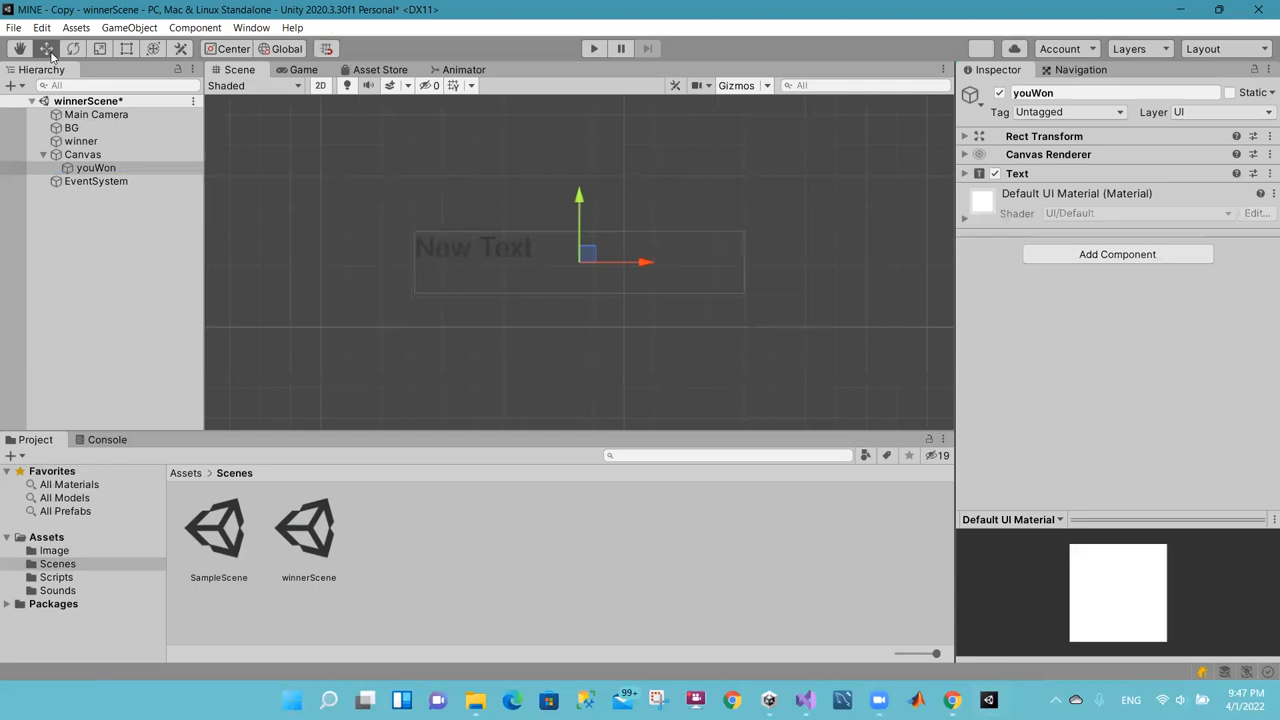 MINE - Copy - winnerScene - PC, Mac & Linux Standalone - Unity 2020.3.30f1 Personal* <DX11>
File Edit Assets GameObject Component Window Help
Center Global Account Layers Layout
Hierarchy
All
winnerScene*
Main Camera
BG
winner
Canvas
youWon
EventSystem
Scene Game Asset Store Animator
Shaded 2D 0 Gizmos All
New Text
Inspector Navigation
youWon Static
Tag Untagged Layer UI
Rect Transform
Canvas Renderer
Text
Default UI Material (Material)
Shader UI/Default Edit...
Add Component
Project Console
19
Favorites
All Materials
All Models
All Prefabs
Assets
Image
Scenes
Scripts
Sounds
Packages
Assets > Scenes
SampleScene winnerScene
Default UI Material
99+
ENG
9:47 PM
4/1/2022